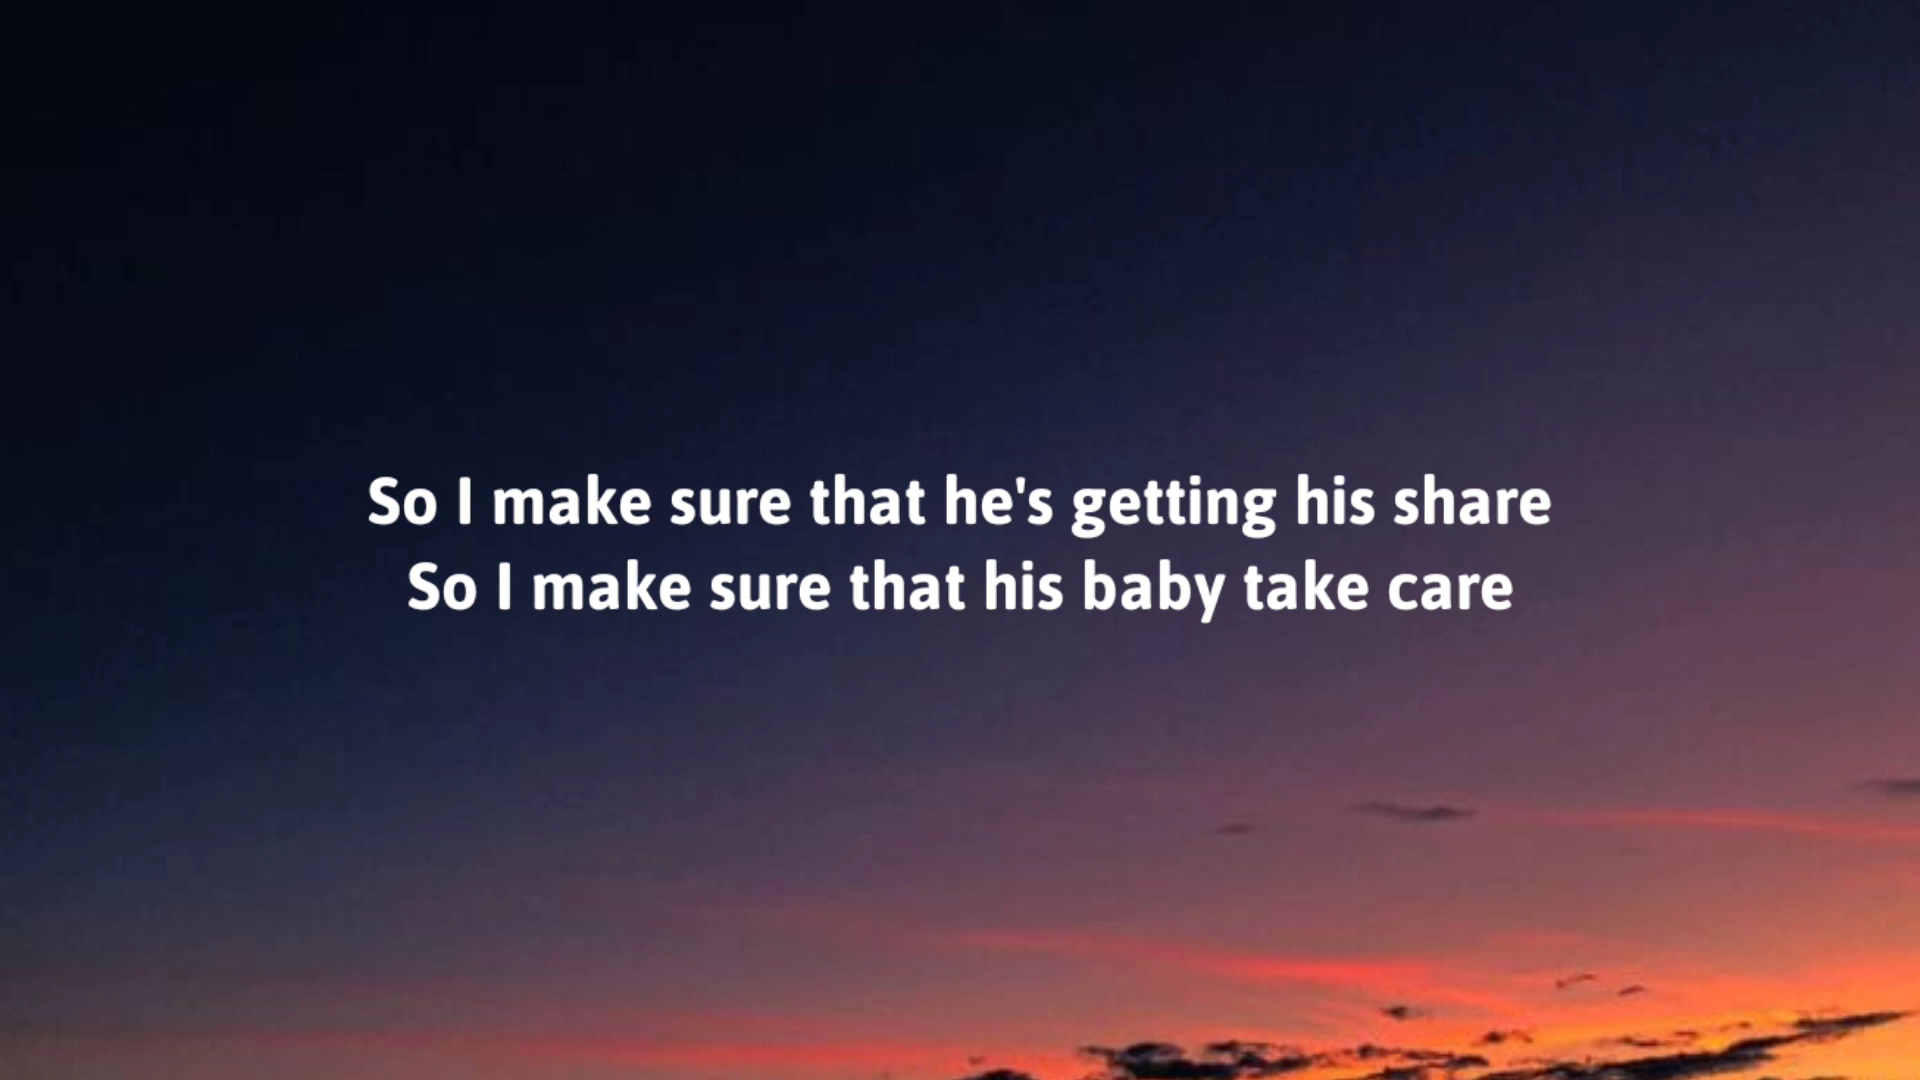 So I make sure that he's getting his share
So I make sure that his baby take care